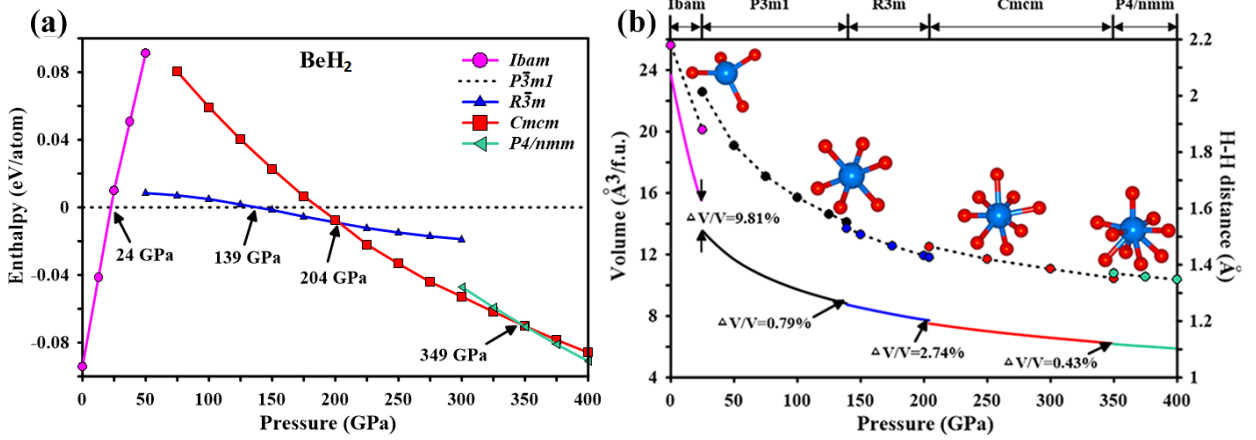 (a)
BeH2
Ibam
P3̄m1
R3̄m
Cmcm
P4/nmm
24 GPa
139 GPa
204 GPa
349 GPa
0.08
0.04
0
-0.04
-0.08
Enthalpy (eV/atom)
0 50 100 150 200 250 300 350 400
Pressure (GPa)
(b)
Ibam P3m1 R3m Cmcm P4/nmm
24
20
16
12
8
4
Volume (Å3/f.u.)
2.2
2
1.8
1.6
1.4
1.2
1
H-H distance (Å)
△V/V=9.81%
△V/V=0.79%
△V/V=2.74%
△V/V=0.43%
0 50 100 150 200 250 300 350 400
Pressure (GPa)